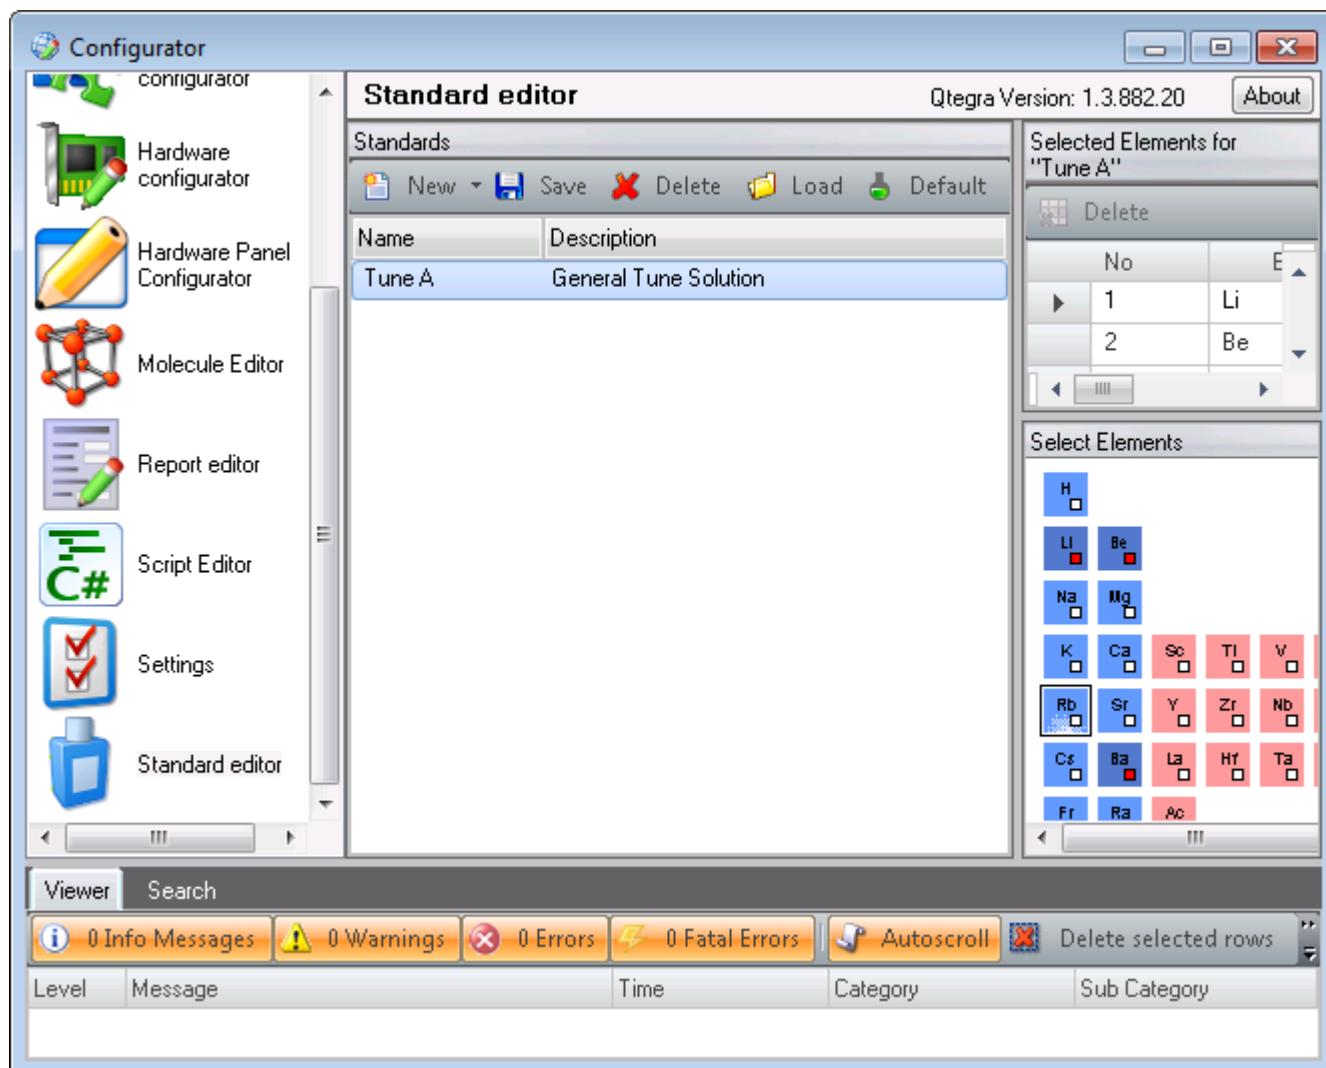 Configurator
configurator
Hardware
configurator
Hardware Panel
Configurator
Molecule Editor
Report editor
C#
Script Editor
Settings
Standard editor
Standard editor
Qtegra Version: 1.3.882.20
About
Standards
New Save Delete Load Default
Name Description
Tune A General Tune Solution
Selected Elements for
"Tune A"
Delete
No E
1 Li
2 Be
Select Elements
H
Li Be
Na Mg
K Ca Sc Ti V
Rb Sr Y Zr Nb
Cs Ba La Hf Ta
Fr Ra Ac
Viewer Search
0 Info Messages 0 Warnings 0 Errors 0 Fatal Errors Autoscroll Delete selected rows
Level Message Time Category Sub Category